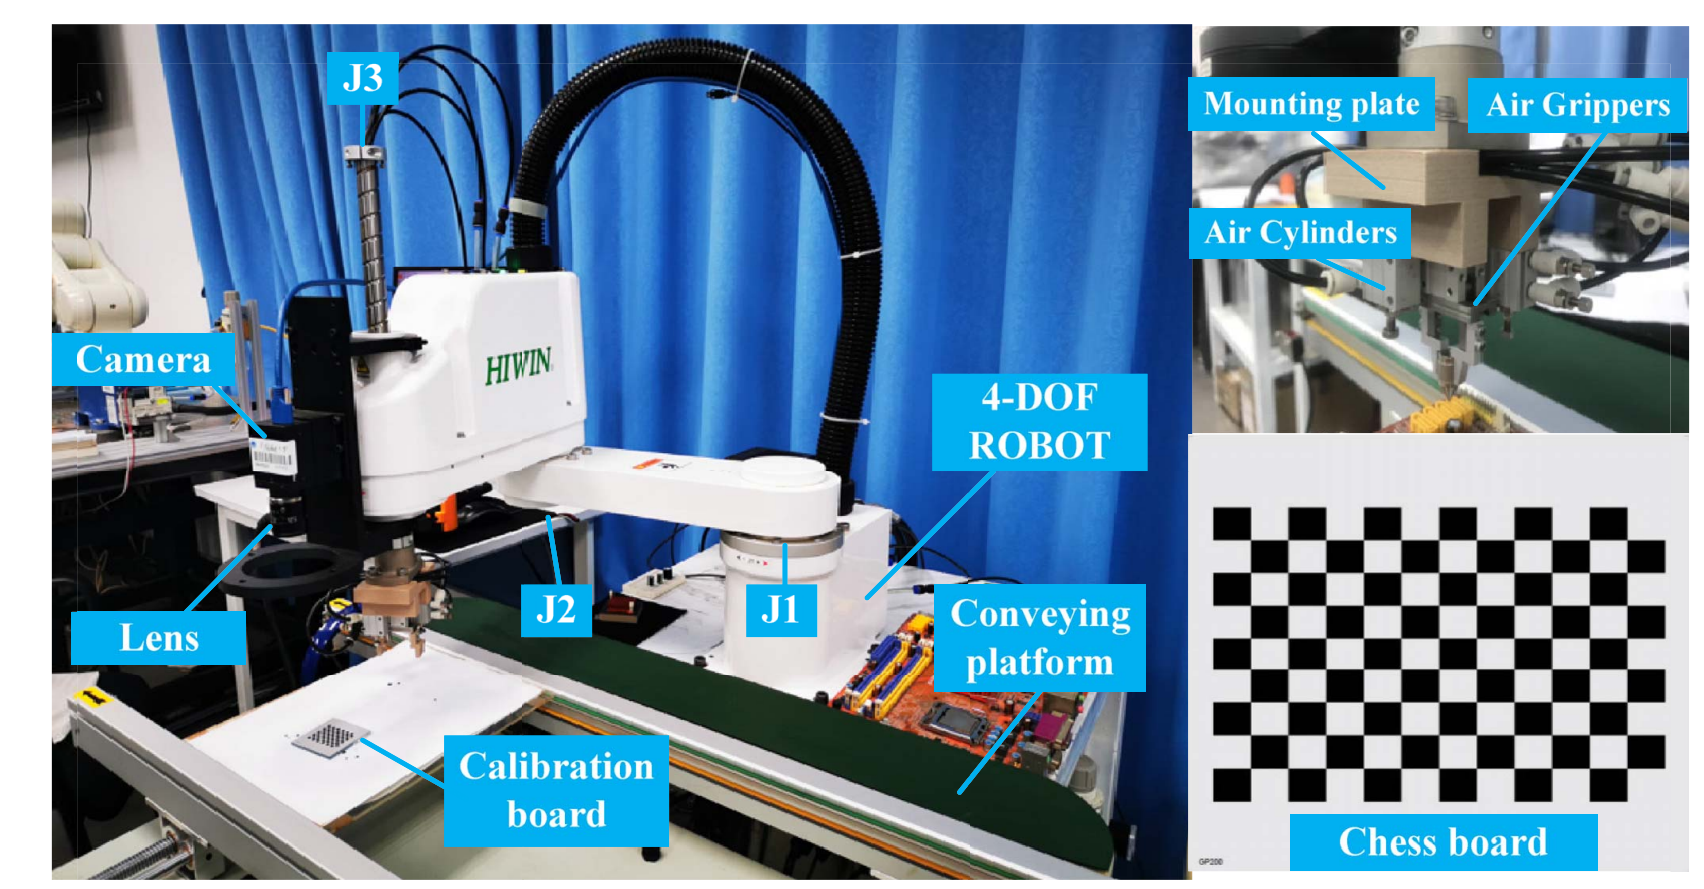 J3
Camera
HIWIN
4-DOF
ROBOT
Lens
J2
J1
Conveying
platform
Calibration
board
Mounting plate
Air Grippers
Air Cylinders
Chess board
GP200